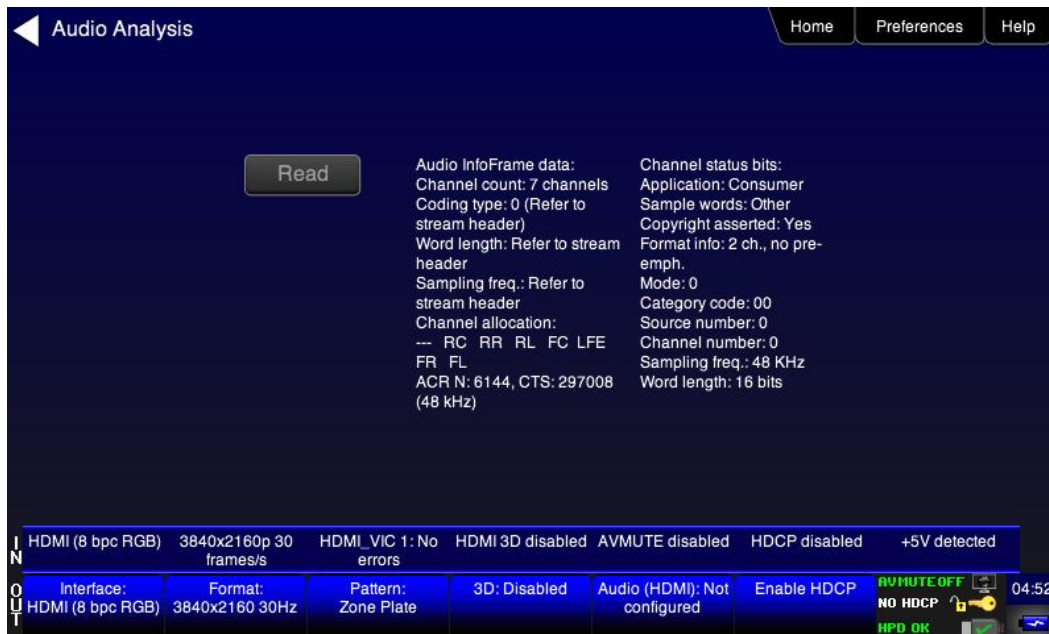 Audio Analysis
Home
Preferences
Help
Read
Audio InfoFrame data:
Channel count: 7 channels
Coding type: 0 (Refer to
stream header)
Word length: Refer to stream
header
Sampling freq.: Refer to
stream header
Channel allocation:
--- RC RR RL FC LFE
FR FL
ACR N: 6144, CTS: 297008
(48 kHz)
Channel status bits:
Application: Consumer
Sample words: Other
Copyright asserted: Yes
Format info: 2 ch., no pre-
emph.
Mode: 0
Category code: 00
Source number: 0
Channel number: 0
Sampling freq.: 48 KHz
Word length: 16 bits
IN
HDMI (8 bpc RGB)
3840x2160p 30
frames/s
HDMI_VIC 1: No
errors
HDMI 3D disabled
AVMUTE disabled
HDCP disabled
+5V detected
OUT
Interface:
HDMI (8 bpc RGB)
Format:
3840x2160 30Hz
Pattern:
Zone Plate
3D: Disabled
Audio (HDMI): Not
configured
Enable HDCP
AVMUTE OFF
NO HDCP
HPD OK
04:52